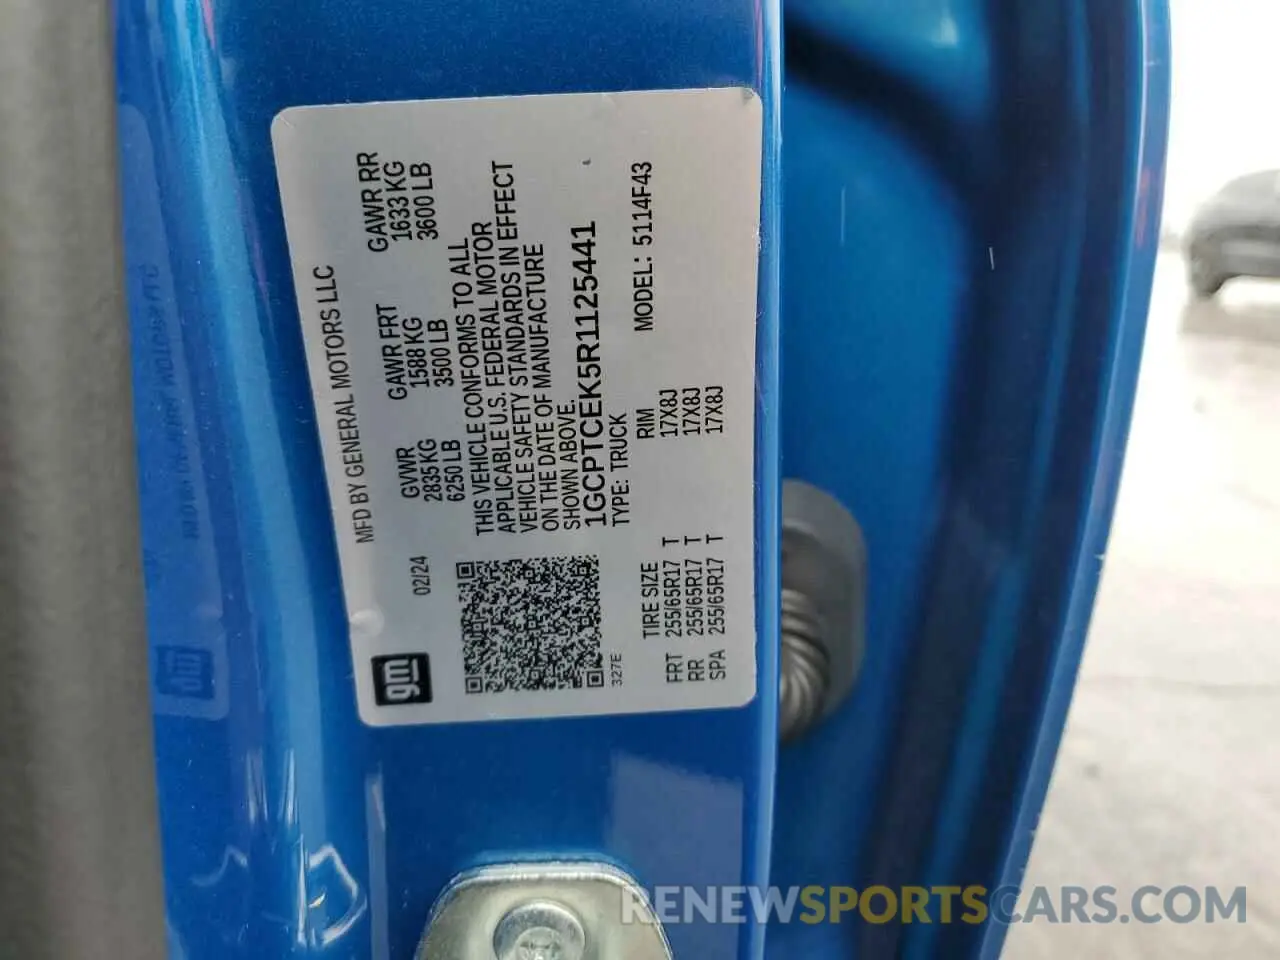 MFD BY GENERAL MOTORS LLC
02/24
GVWR GAWR FRT GAWR RR
2835 KG 1588 KG 1633 KG
6250 LB 3500 LB 3600 LB
THIS VEHICLE CONFORMS TO ALL
APPLICABLE U.S. FEDERAL MOTOR
VEHICLE SAFETY STANDARDS IN EFFECT
ON THE DATE OF MANUFACTURE
SHOWN ABOVE.
1GCPTCEK5R1125441
TYPE: TRUCK MODEL: 5114F43
gm
327E
TIRE SIZE RIM
FRT 255/65R17 T 17X8J
RR 255/65R17 T 17X8J
SPA 255/65R17 T 17X8J
RENEWSPORTSCARS.COM